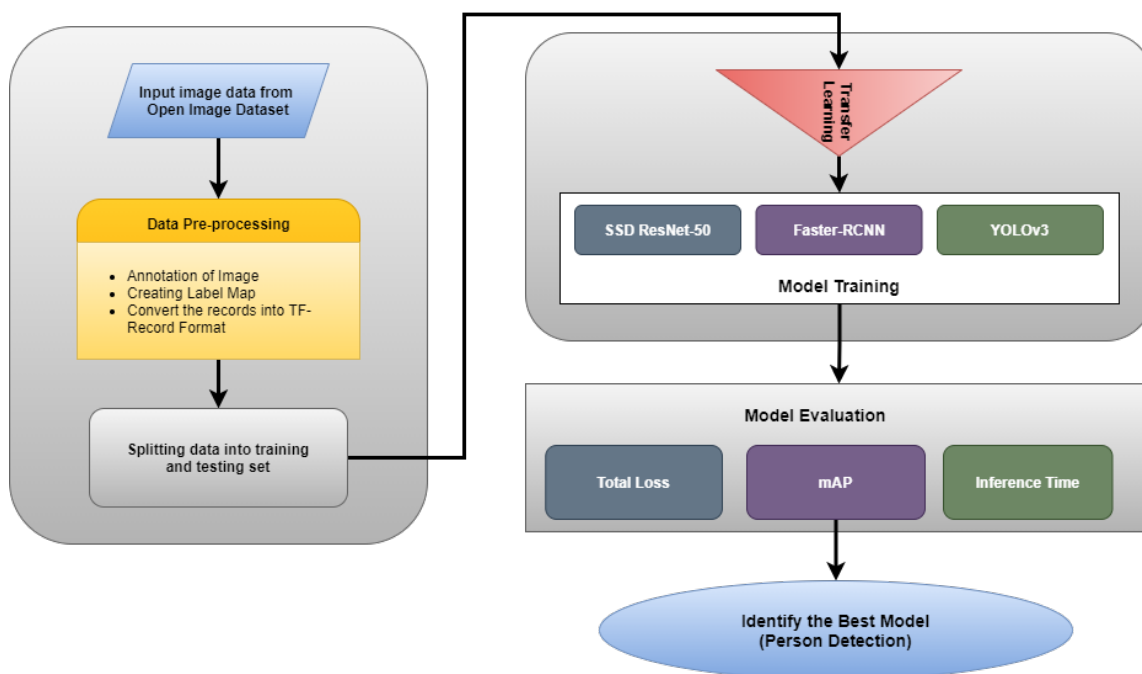 Input image data from
Open Image Dataset
Data Pre-processing
• Annotation of Image
• Creating Label Map
• Convert the records into TF-
Record Format
Splitting data into training
and testing set
Transfer
Learning
SSD ResNet-50
Faster-RCNN
YOLOv3
Model Training
Model Evaluation
Total Loss
mAP
Inference Time
Identify the Best Model
(Person Detection)